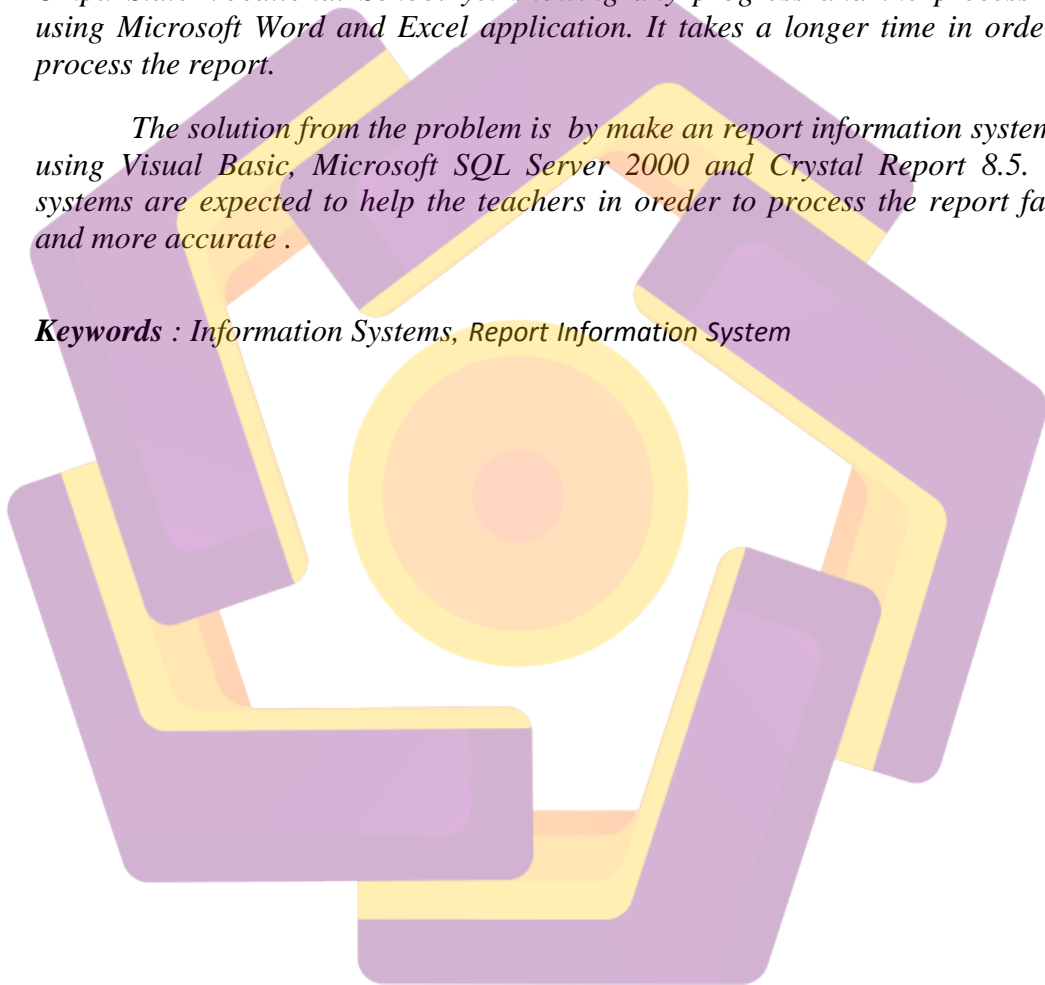 using Microsoft Word and Excel application. It takes a longer time in orde
process the report.
The solution from the problem is by make an report information system
using Visual Basic, Microsoft SQL Server 2000 and Crystal Report 8.5.
systems are expected to help the teachers in oreder to process the report fa
and more accurate .
Keywords : Information Systems, Report Information System